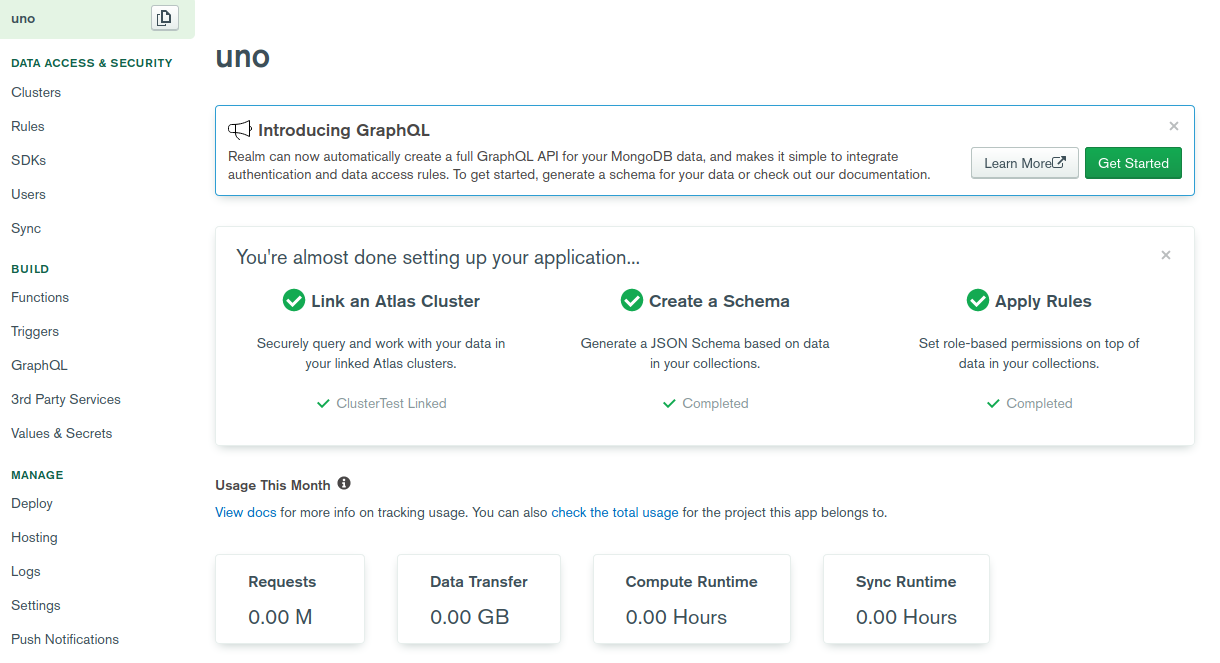 uno
DATA ACCESS & SECURITY
Clusters
Rules
SDKs
Users
Sync
BUILD
Functions
Triggers
GraphQL
3rd Party Services
Values & Secrets
MANAGE
Deploy
Hosting
Logs
Settings
Push Notifications
uno
Introducing GraphQL
Realm can now automatically create a full GraphQL API for your MongoDB data, and makes it simple to integrate
authentication and data access rules. To get started, generate a schema for your data or check out our documentation.
Learn More
Get Started
You're almost done setting up your application...
Link an Atlas Cluster
Securely query and work with your data in
your linked Atlas clusters.
ClusterTest Linked
Create a Schema
Generate a JSON Schema based on data
in your collections.
Completed
Apply Rules
Set role-based permissions on top of
data in your collections.
Completed
Usage This Month
View docs for more info on tracking usage. You can also check the total usage for the project this app belongs to.
Requests
0.00 M
Data Transfer
0.00 GB
Compute Runtime
0.00 Hours
Sync Runtime
0.00 Hours